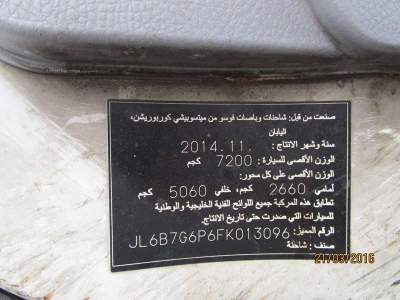 صنعت من قبل: شاحنات وباصات فوسو من ميتسوبيشي كوربوريشن،
اليابان
سنة وشهر الانتاج : 2014.11.
الوزن الأقصى للسيارة : 7200 كجم
الوزن الأقصى على كل محور:
أمامي 2660 كجم، خلفي 5060 كجم
تطابق هذه المركبة جميع اللوائح الفنية الخليجية والوطنية
للسيارات التي صدرت حتى تاريخ الانتاج.
الرقم المميز: JL6B7G6P6FK013096
صنف : شاحنة
21/03/2016